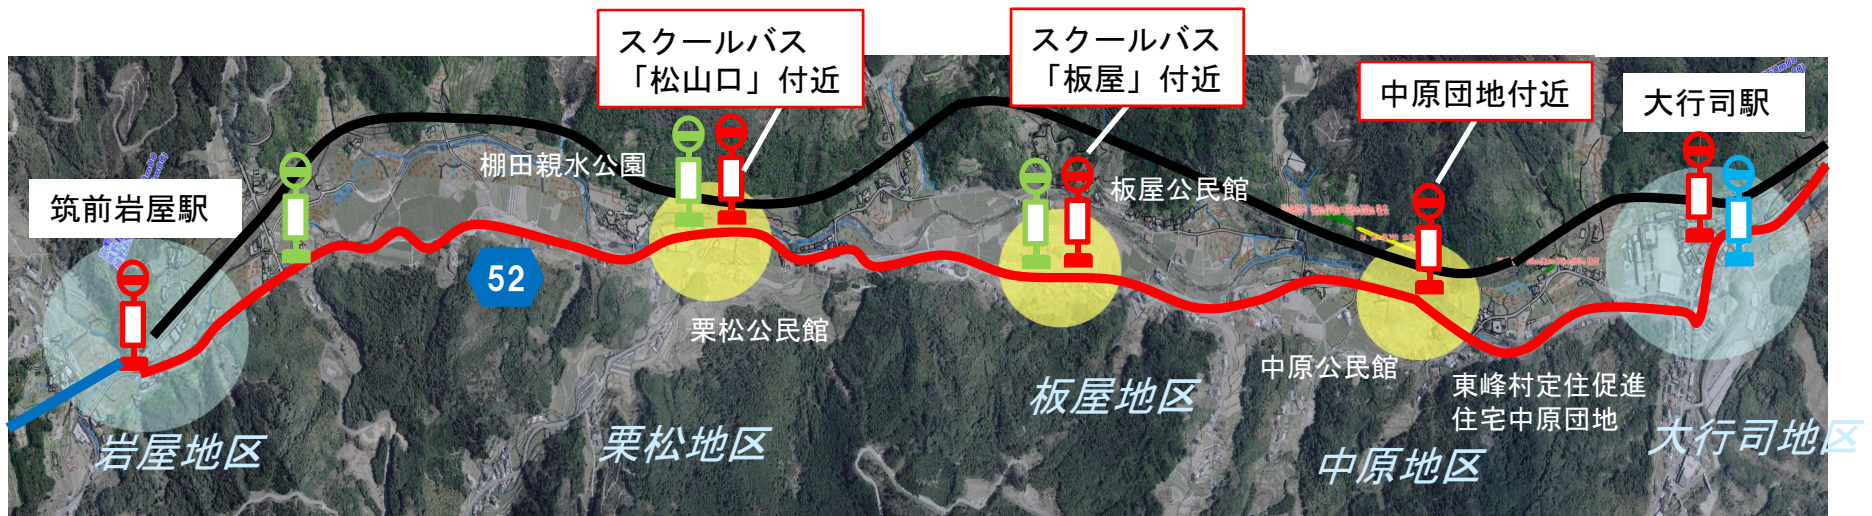 スクールバス
「松山口」付近
スクールバス
「板屋」付近
中原団地付近
大行司駅
筑前岩屋駅
棚田親水公園
板屋公民館
52
栗松公民館
中原公民館
東峰村定住促進
住宅中原団地
岩屋地区
栗松地区
板屋地区
中原地区
大行司地区